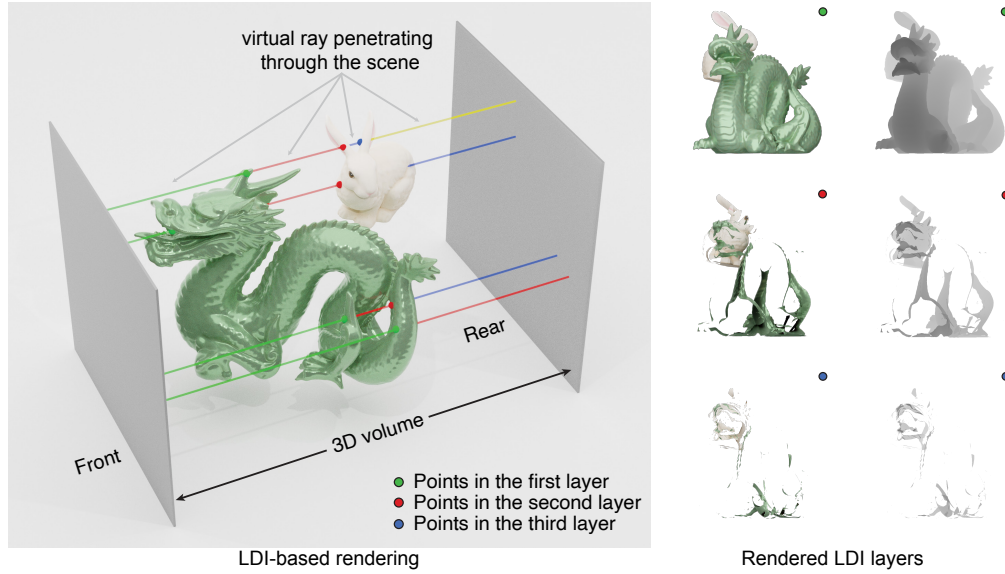 virtual ray penetrating
through the scene
Rear
3D volume
Front
Points in the first layer
Points in the second layer
Points in the third layer
LDI-based rendering
Rendered LDI layers